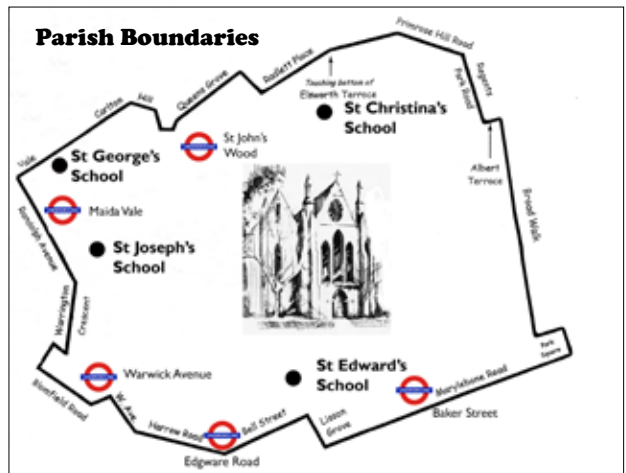 Parish Boundaries
Primrose Hill Road
Radlett Place
Touching bottom of
Elsworth Terrace
Regents
Park Road
Queens Grove
Hill
Carlton
St Christina's
School
St John's
Wood
Vale
St George's
School
Albert
Terrace
Maida Vale
Randolph Avenue
Broad Walk
St Joseph's
School
Warrington
Crescent
Park
Square
St Edward's
School
Warwick Avenue
Marylebone Road
Blomfield Road
W. Ave
Baker Street
Lisson
Grove
Bell Street
Harrow Road
Edgware Road